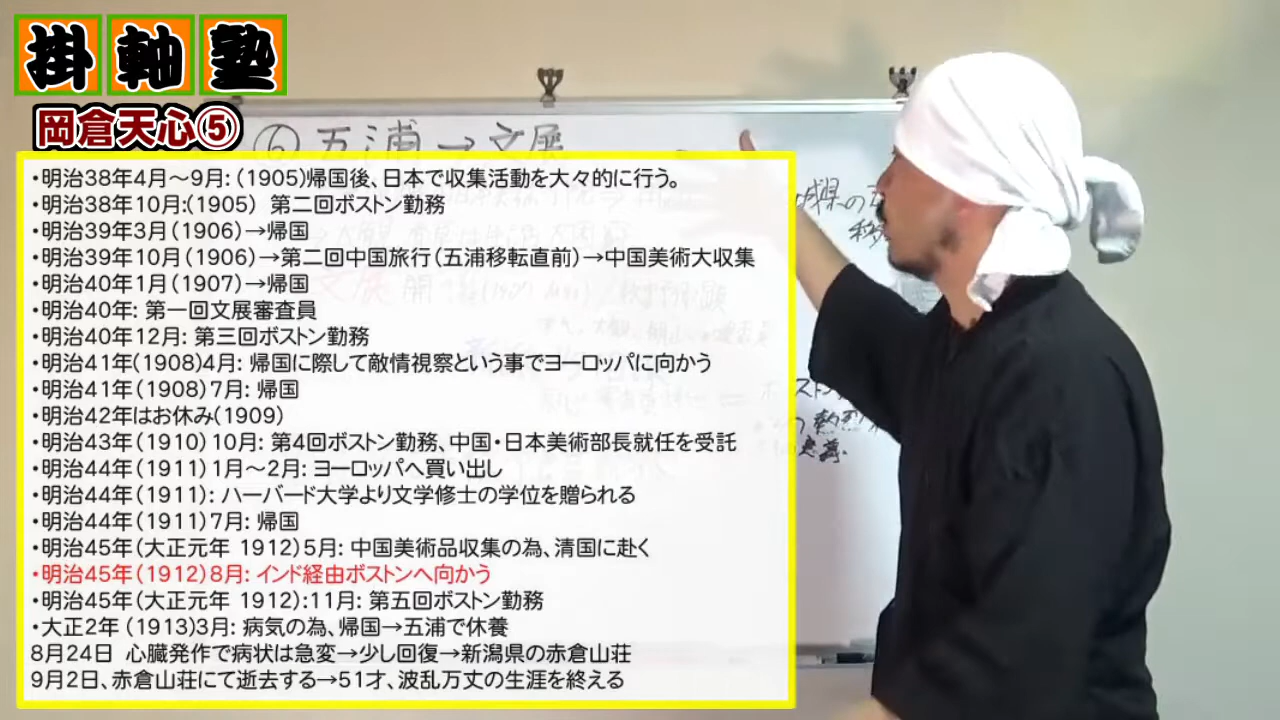 掛軸塾
岡倉天心⑤
⑥五浦→文展
・明治38年4月～9月: (1905)帰国後、日本で収集活動を大々的に行う。
・明治38年10月:(1905) 第二回ボストン勤務
・明治39年3月(1906)→帰国
・明治39年10月(1906)→第二回中国旅行(五浦移転直前)→中国美術大収集
・明治40年1月(1907)→帰国
・明治40年: 第一回文展審査員
・明治40年12月: 第三回ボストン勤務
・明治41年(1908)4月: 帰国に際して敵情視察という事でヨーロッパに向かう
・明治41年(1908)7月: 帰国
・明治42年はお休み(1909)
・明治43年(1910)10月: 第4回ボストン勤務、中国・日本美術部長就任を受託
・明治44年(1911)1月～2月: ヨーロッパへ買い出し
・明治44年(1911): ハーバード大学より文学修士の学位を贈られる
・明治44年(1911)7月: 帰国
・明治45年(大正元年 1912)5月: 中国美術品収集の為、清国に赴く
・明治45年(1912)8月: インド経由ボストンへ向かう
・明治45年(大正元年 1912):11月: 第五回ボストン勤務
・大正2年(1913)3月: 病気の為、帰国→五浦で休養
8月24日 心臓発作で病状は急変→少し回復→新潟県の赤倉山荘
9月2日、赤倉山荘にて逝去する→51才、波乱万丈の生涯を終える